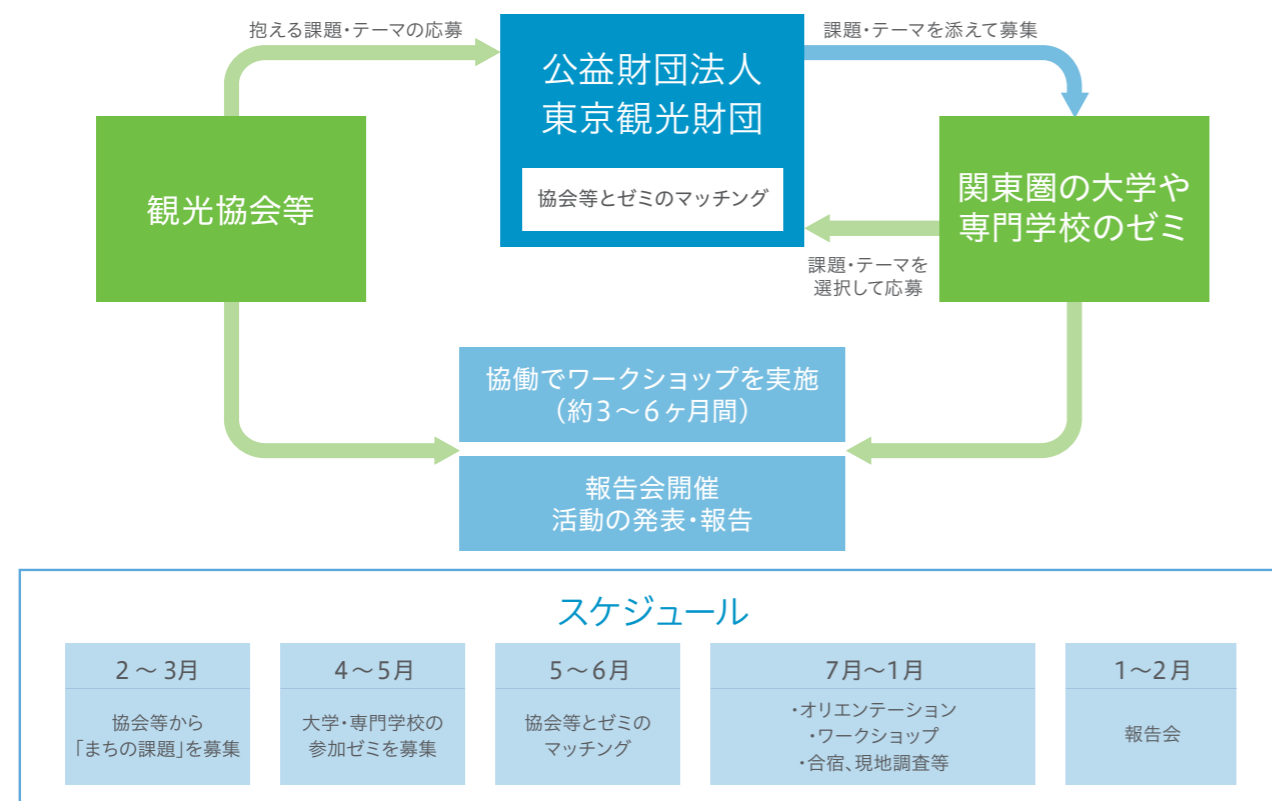 抱える課題・テーマの応募
課題・テーマを添えて募集
公益財団法人
東京観光財団
協会等とゼミのマッチング
観光協会等
関東圏の大学や
専門学校のゼミ
課題・テーマを
選択して応募
協働でワークショップを実施
（約3～6ヶ月間）
報告会開催
活動の発表・報告
スケジュール
2～3月
協会等から
「まちの課題」を募集
4～5月
大学・専門学校の
参加ゼミを募集
5～6月
協会等とゼミの
マッチング
7月～1月
・オリエンテーション
・ワークショップ
・合宿、現地調査等
1～2月
報告会